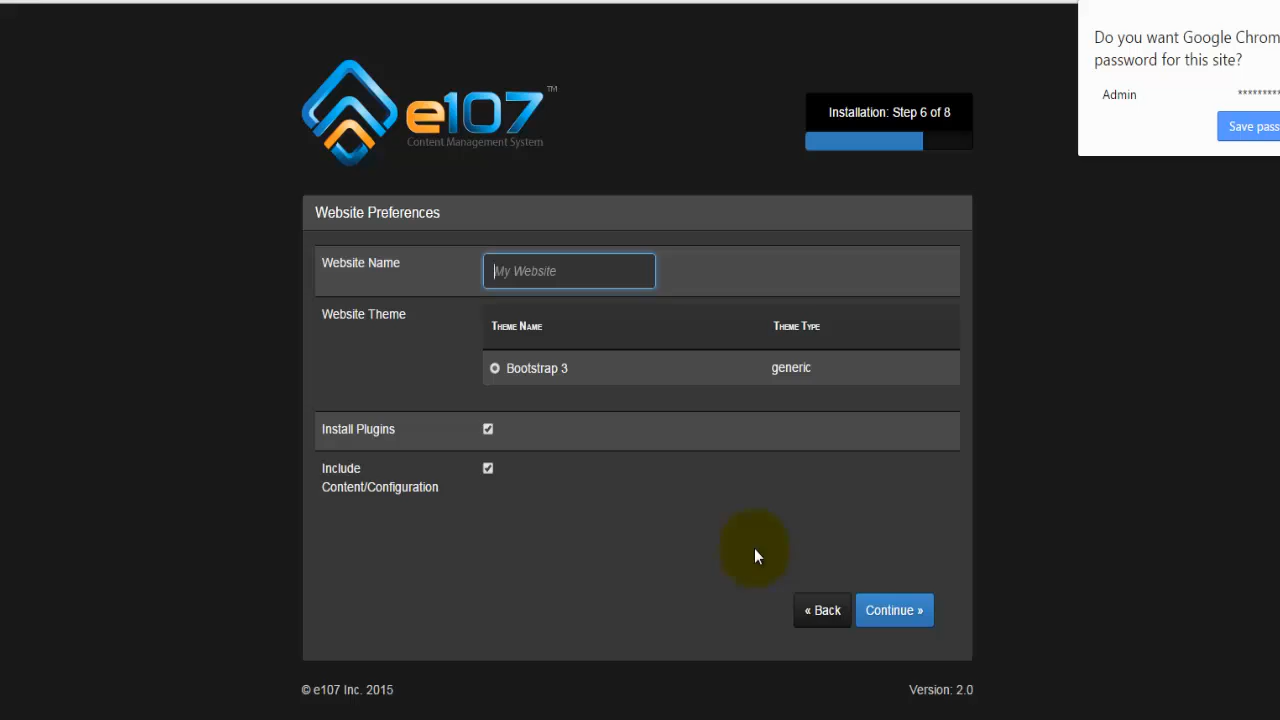 Do you want Google Chrom
password for this site?
Admin *********
Save pass
e107 ™
Content Management System
Installation: Step 6 of 8
Website Preferences
Website Name My Website
Website Theme
Theme Name Theme Type
Bootstrap 3 generic
Install Plugins
Include
Content/Configuration
« Back Continue »
© e107 Inc. 2015 Version: 2.0